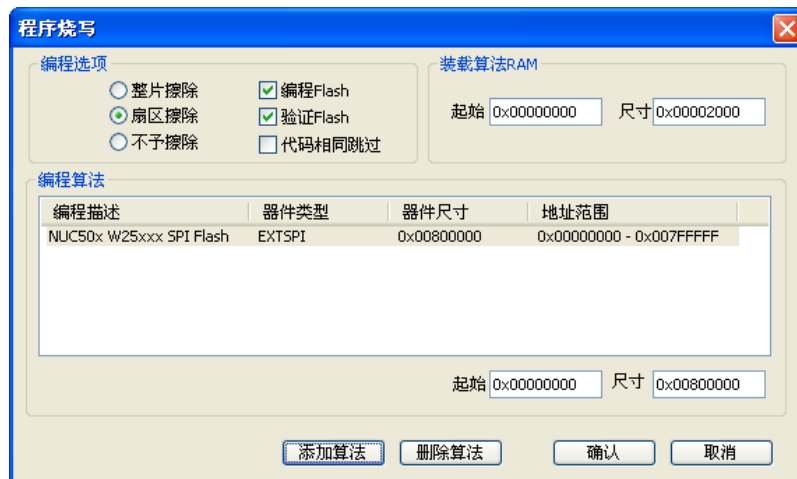 程序烧写
编程选项
整片擦除
编程Flash
扇区擦除
验证Flash
不予擦除
代码相同跳过
装载算法RAM
起始 0x00000000 尺寸 0x00002000
编程算法
编程描述 器件类型 器件尺寸 地址范围
NUC50x W25xxx SPI Flash EXTSPI 0x00800000 0x00000000 - 0x007FFFFF
起始 0x00000000 尺寸 0x00800000
添加算法 删除算法 确认 取消